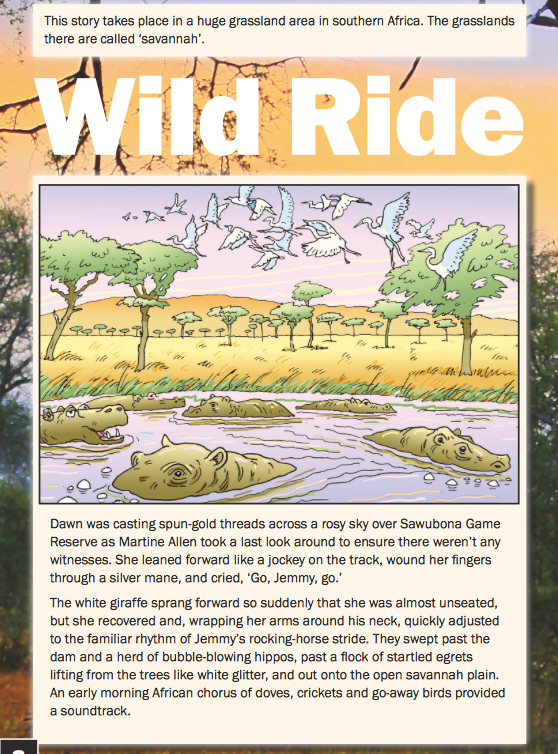 This story takes place in a huge grassland area in southern Africa. The grasslands
there are called ‘savannah’.
Wild Ride
Dawn was casting spun-gold threads across a rosy sky over Sawubona Game
Reserve as Martine Allen took a last look around to ensure there weren’t any
witnesses. She leaned forward like a jockey on the track, wound her fingers
through a silver mane, and cried, ‘Go, Jemmy, go.’
The white giraffe sprang forward so suddenly that she was almost unseated,
but she recovered and, wrapping her arms around his neck, quickly adjusted
to the familiar rhythm of Jemmy’s rocking-horse stride. They swept past the
dam and a herd of bubble-blowing hippos, past a flock of startled egrets
lifting from the trees like white glitter, and out onto the open savannah plain.
An early morning African chorus of doves, crickets and go-away birds provided
a soundtrack.